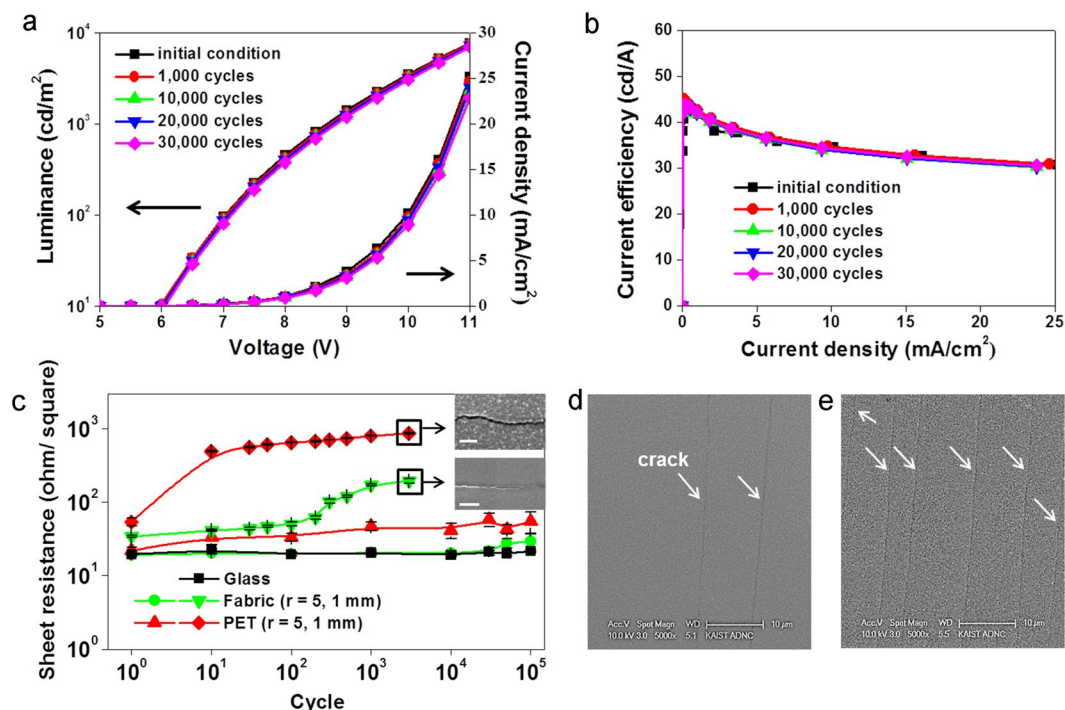 a
10⁴
10³
10²
10¹
Luminance (cd/m²)
initial condition
1,000 cycles
10,000 cycles
20,000 cycles
30,000 cycles
30
25
20
15
10
5
0
Current density (mA/cm²)
5 6 7 8 9 10 11
Voltage (V)
b
60
50
40
30
20
10
0
Current efficiency (cd/A)
initial condition
1,000 cycles
10,000 cycles
20,000 cycles
30,000 cycles
0 5 10 15 20 25
Current density (mA/cm²)
c
10³
10²
10¹
10⁰
Sheet resistance (ohm/ square)
Glass
Fabric (r = 5, 1 mm)
PET (r = 5, 1 mm)
10⁰ 10¹ 10² 10³ 10⁴ 10⁵
Cycle
d
crack
Acc.V Spot Magn WD 10 μm
10.0 kV 3.0 5000x 5.1 KAIST ADNC
e
Acc.V Spot Magn WD 10 μm
10.0 kV 3.0 5000x 5.5 KAIST ADNC